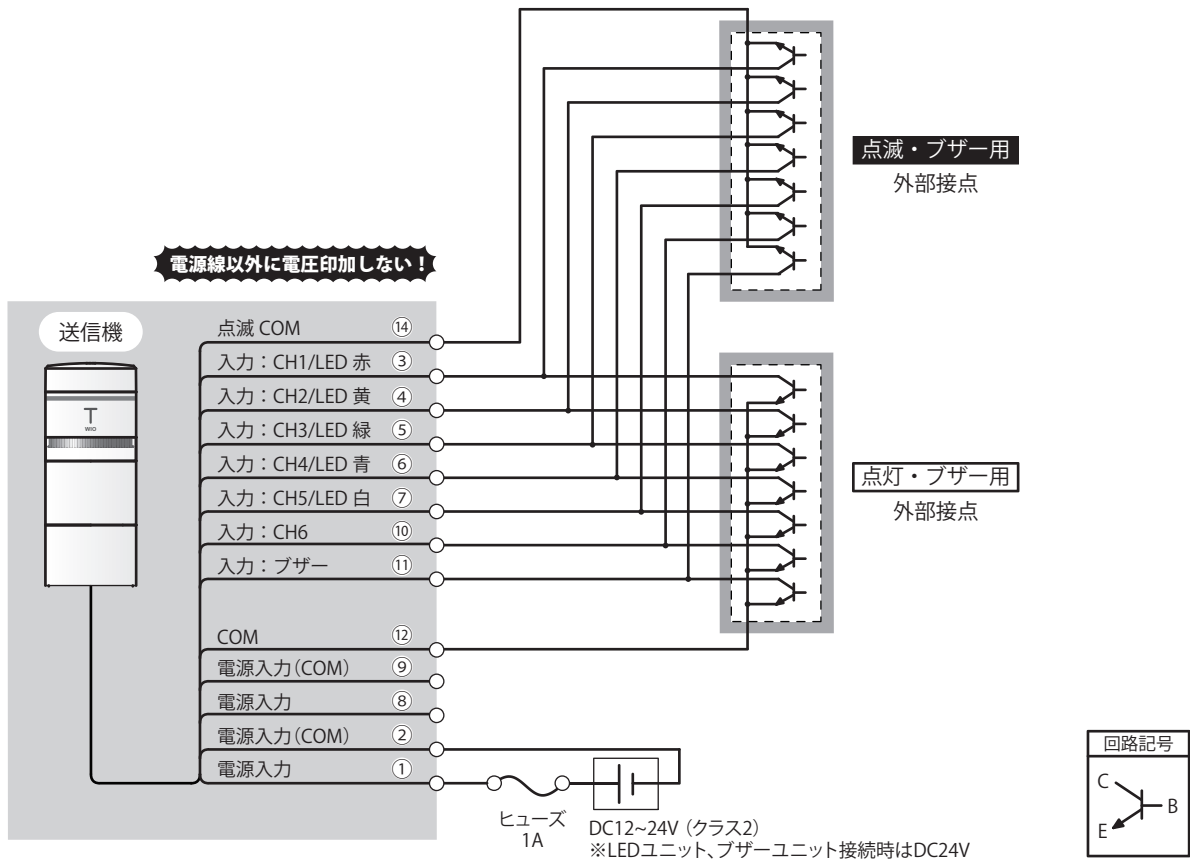 点滅・ブザー用
外部接点
電源線以外に電圧印加しない！
送信機
T
WIO
点滅 COM ⑭
入力：CH1/LED 赤 ③
入力：CH2/LED 黄 ④
入力：CH3/LED 緑 ⑤
入力：CH4/LED 青 ⑥
入力：CH5/LED 白 ⑦
入力：CH6 ⑩
入力：ブザー ⑪
COM ⑫
電源入力(COM) ⑨
電源入力 ⑧
電源入力(COM) ②
電源入力 ①
点灯・ブザー用
外部接点
ヒューズ
1A
DC12~24V（クラス2）
※LEDユニット、ブザーユニット接続時はDC24V
回路記号
C
B
E